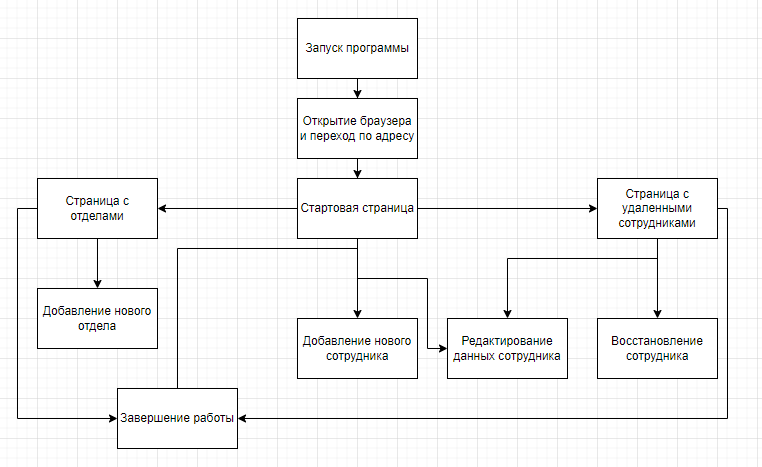 Запуск программы
Открытие браузера
и переход по адресу
Страница с
отделами
Стартовая страница
Страница с
удаленными
сотрудниками
Добавление нового
отдела
Добавление нового
сотрудника
Редактирование
данных сотрудника
Восстановление
сотрудника
Завершение работы